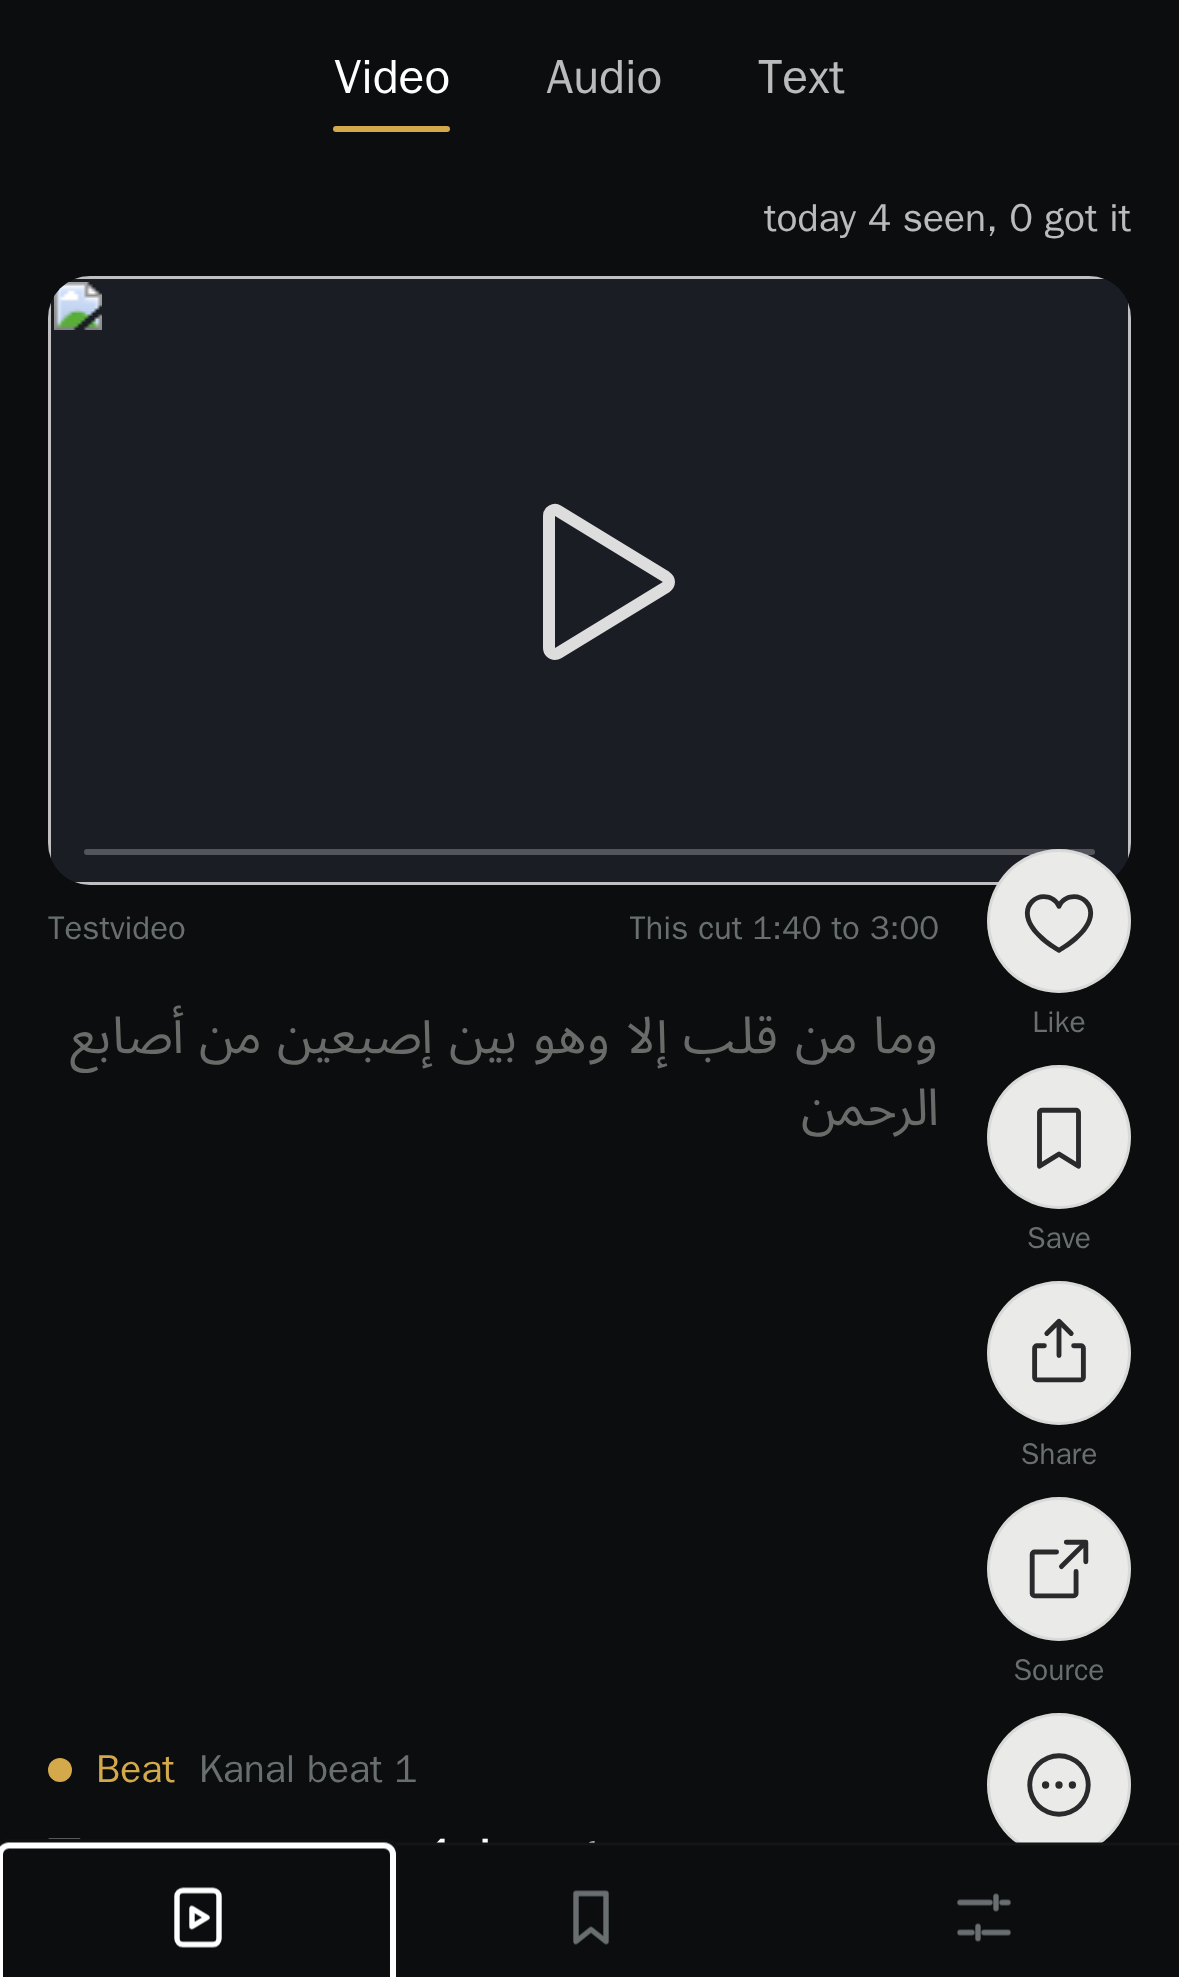 Video Audio Text
today 4 seen, 0 got it
Testvideo This cut 1:40 to 3:00
Like
وما من قلب إلا وهو بين إصبعين من أصابع
الرحمن
Save
Share
Source
Beat Kanal beat 1